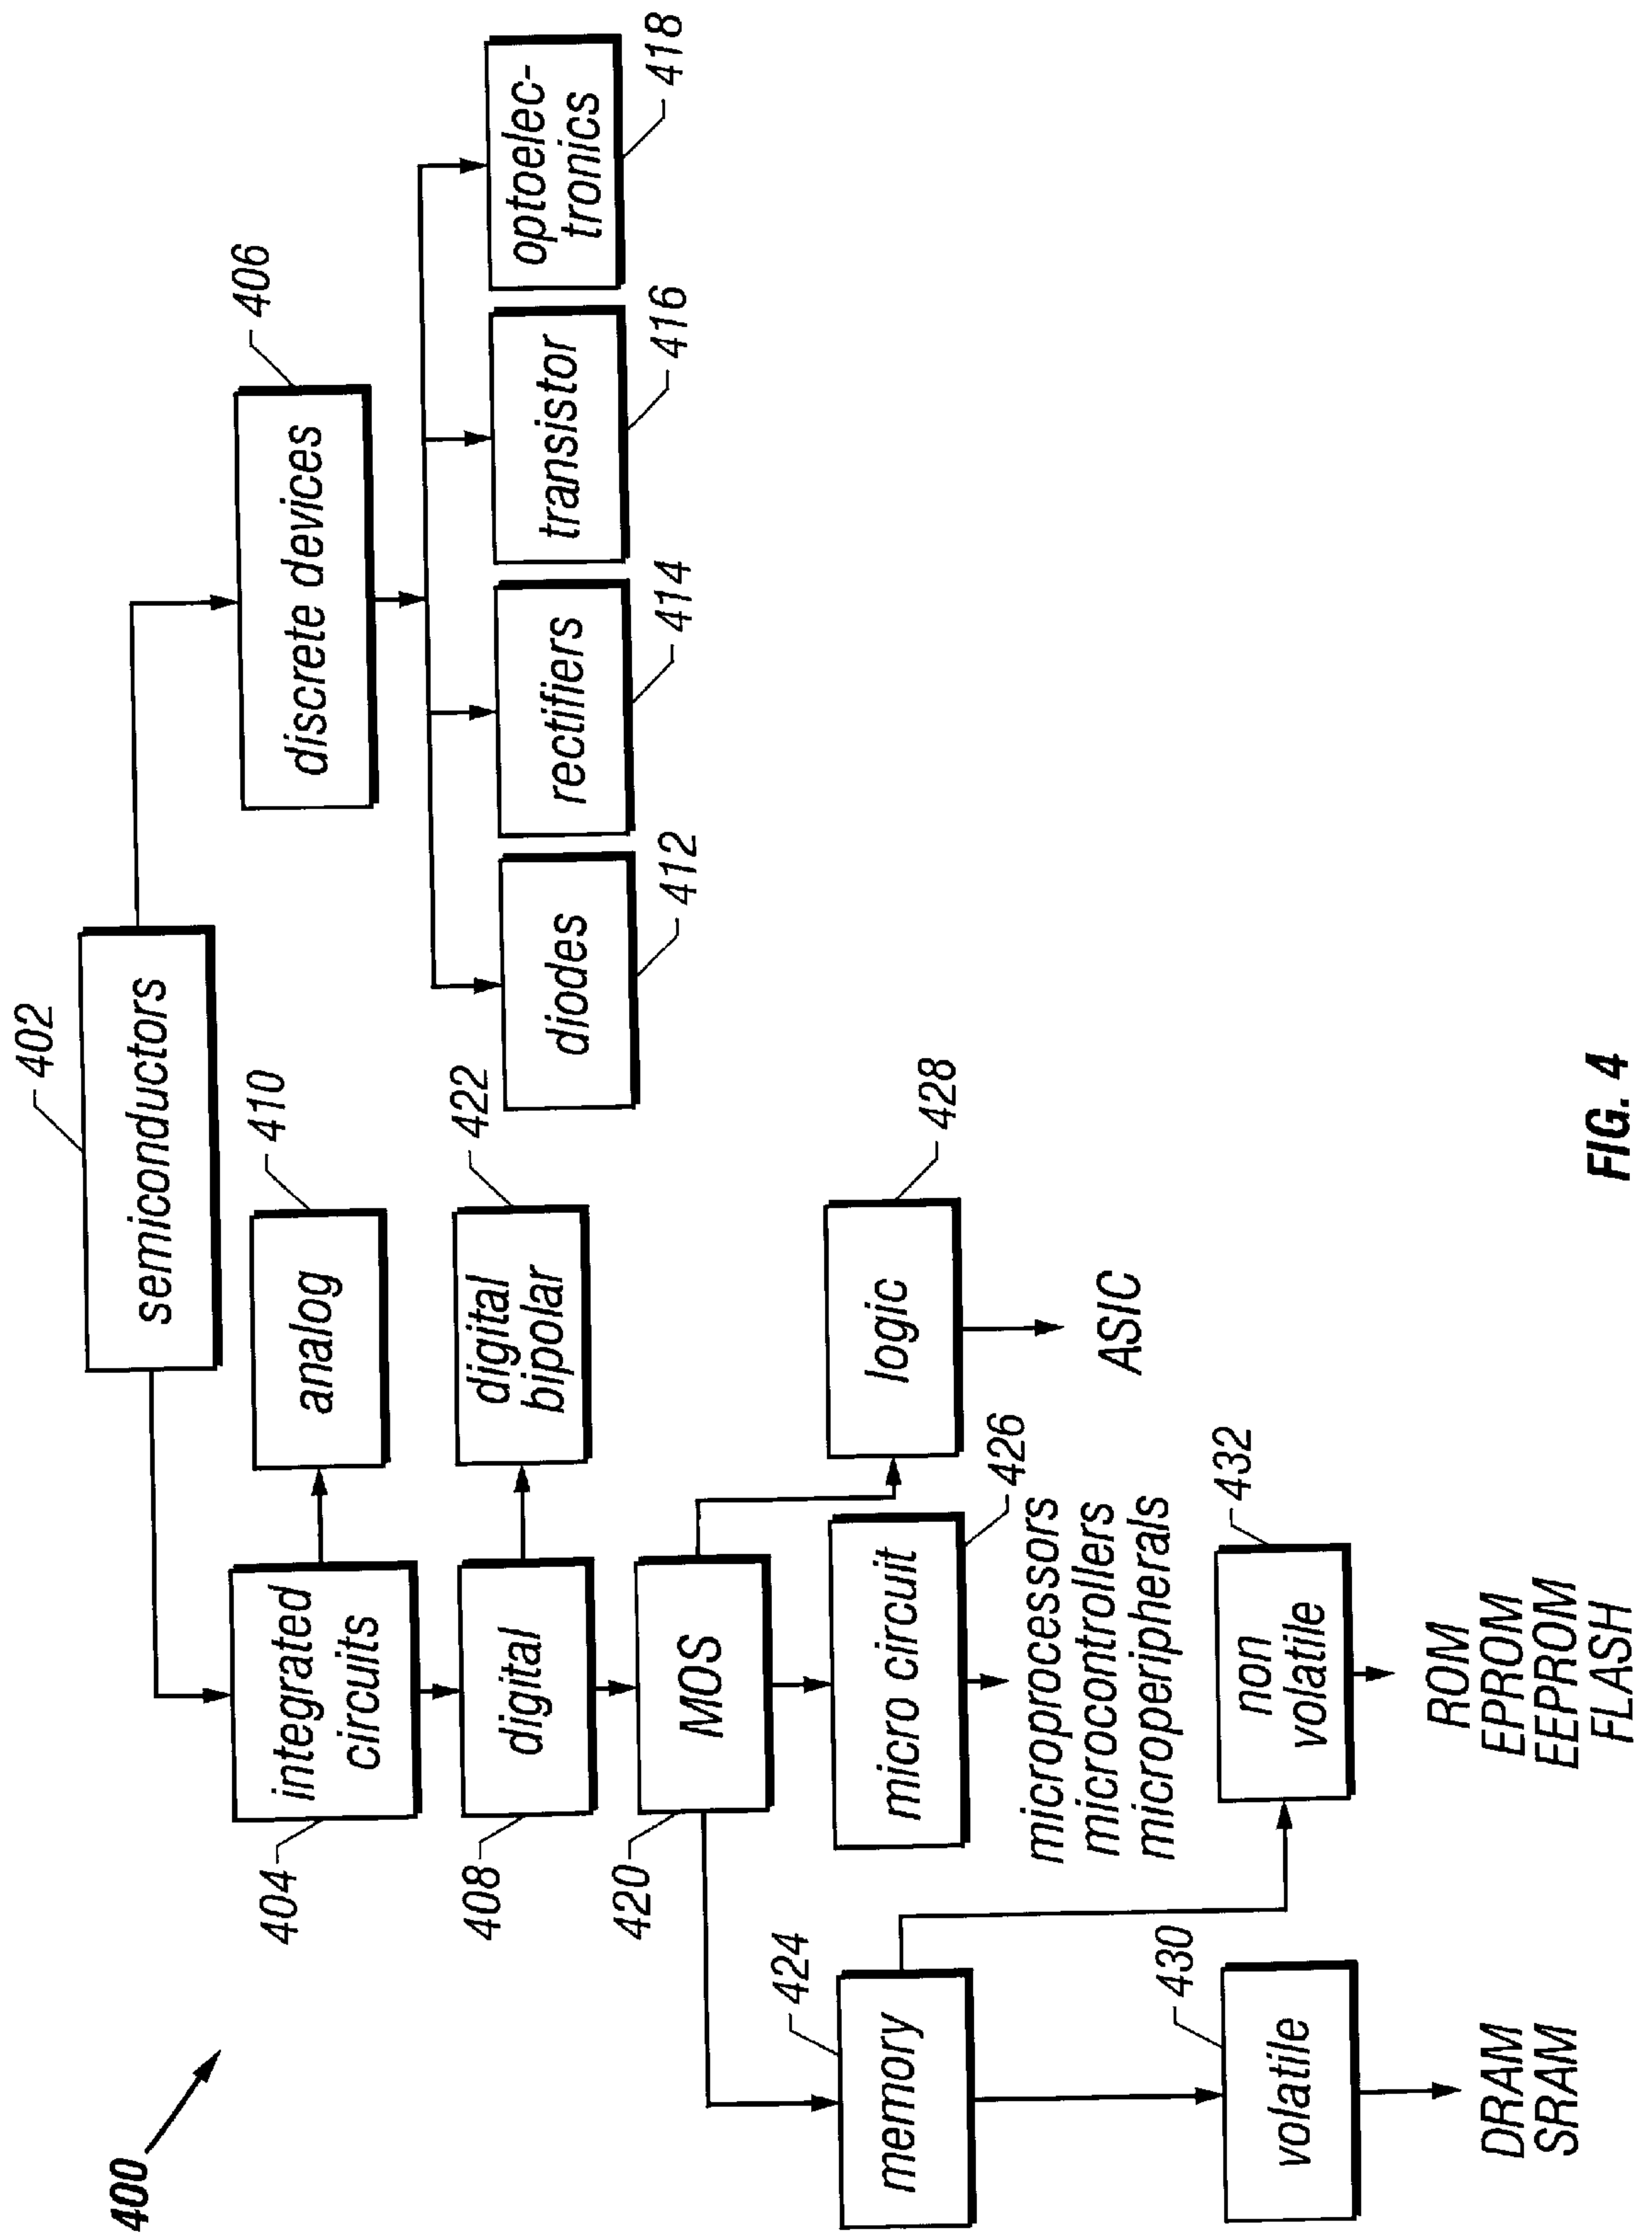 400
402
semiconductors
404
integrated
circuits
410
analog
406
discrete devices
408
digital
422
digital
bipolar
diodes
412
rectifiers
414
transistor
416
optoelec-
tronics
418
420
MOS
424
memory
micro circuit
426
microprocessors
microcontrollers
microperipherals
logic
428
ASIC
430
volatile
DRAM
SRAM
432
non
volatile
ROM
EPROM
EEPROM
FLASH
FIG. 4